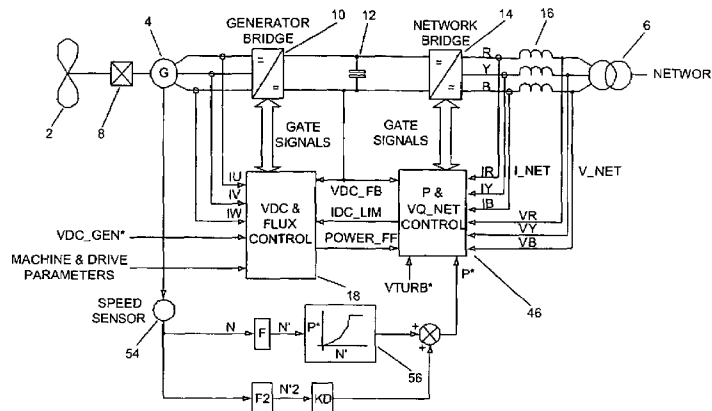 4
GENERATOR
BRIDGE
10
12
NETWORK
BRIDGE
14
16
6
R
Y
B
G
=
=
=
=
NETWOR
2
8
GATE
SIGNALS
GATE
SIGNALS
IU
IV
IW
VDC &
FLUX
CONTROL
VDC_FB
IDC_LIM
POWER_FF
P &
VQ_NET
CONTROL
IR
IY
IB
I_NET
V_NET
VR
VY
VB
VDC_GEN*
MACHINE & DRIVE
PARAMETERS
18
VTURB*
P*
46
SPEED
SENSOR
54
N
F
N'
P*
N'
56
+
+
F2
N'2
KD